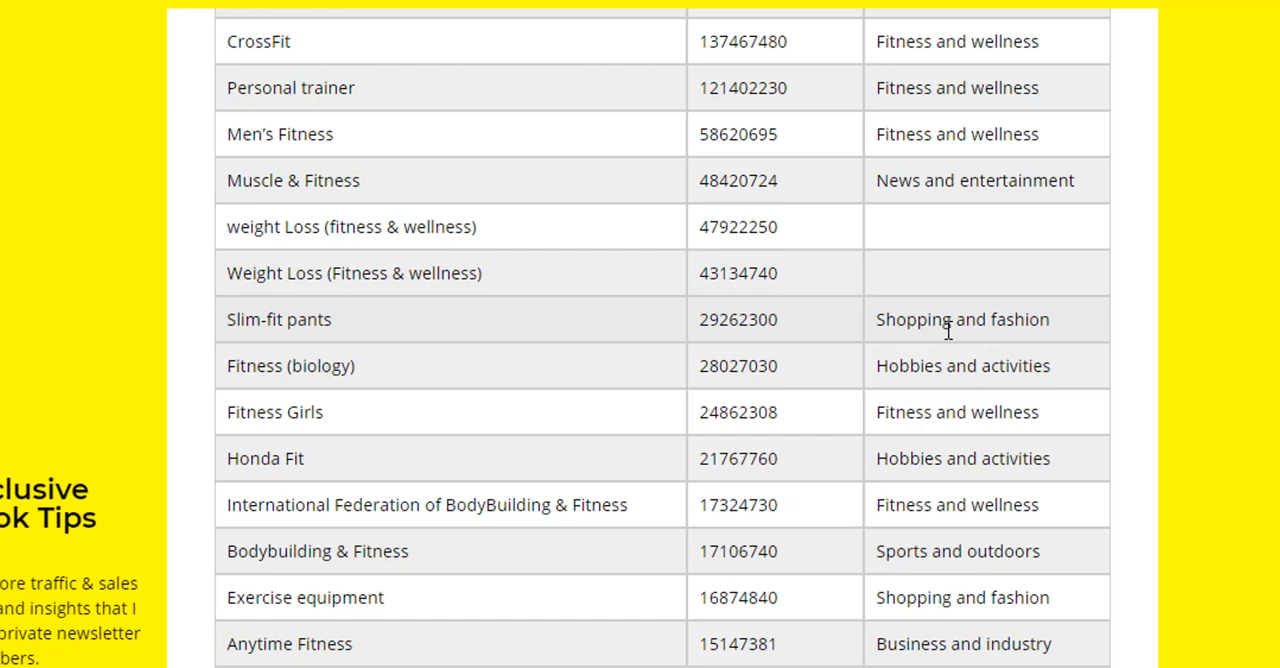 CrossFit 137467480 Fitness and wellness
Personal trainer 121402230 Fitness and wellness
Men’s Fitness 58620695 Fitness and wellness
Muscle & Fitness 48420724 News and entertainment
weight Loss (fitness & wellness) 47922250
Weight Loss (Fitness & wellness) 43134740
Slim-fit pants 29262300 Shopping and fashion
Fitness (biology) 28027030 Hobbies and activities
Fitness Girls 24862308 Fitness and wellness
Honda Fit 21767760 Hobbies and activities
International Federation of BodyBuilding & Fitness 17324730 Fitness and wellness
Bodybuilding & Fitness 17106740 Sports and outdoors
Exercise equipment 16874840 Shopping and fashion
Anytime Fitness 15147381 Business and industry
clusive
ok Tips
ore traffic & sales
and insights that I
private newsletter
bers.